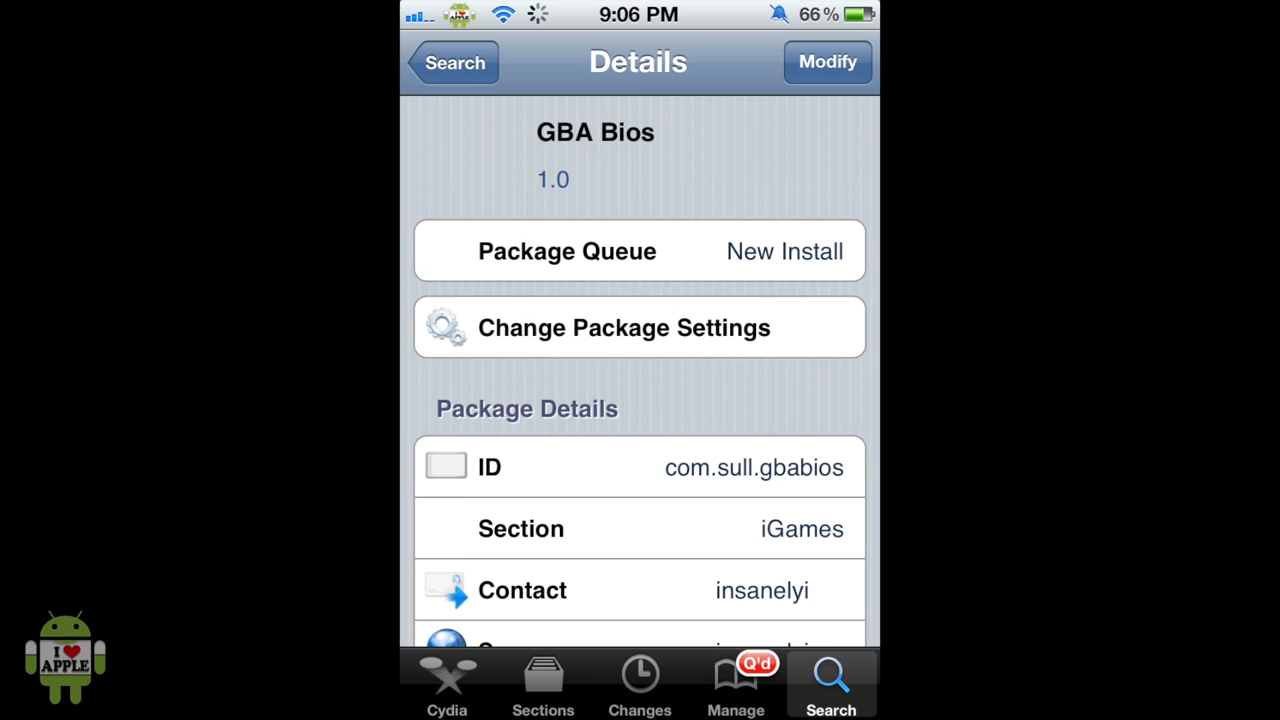 9:06 PM 66%
Search Details Modify
GBA Bios
1.0
Package Queue New Install
Change Package Settings
Package Details
ID com.sull.gbabios
Section iGames
Contact insanelyi
Q'd
Cydia Sections Changes Manage Search
I ♥
APPLE